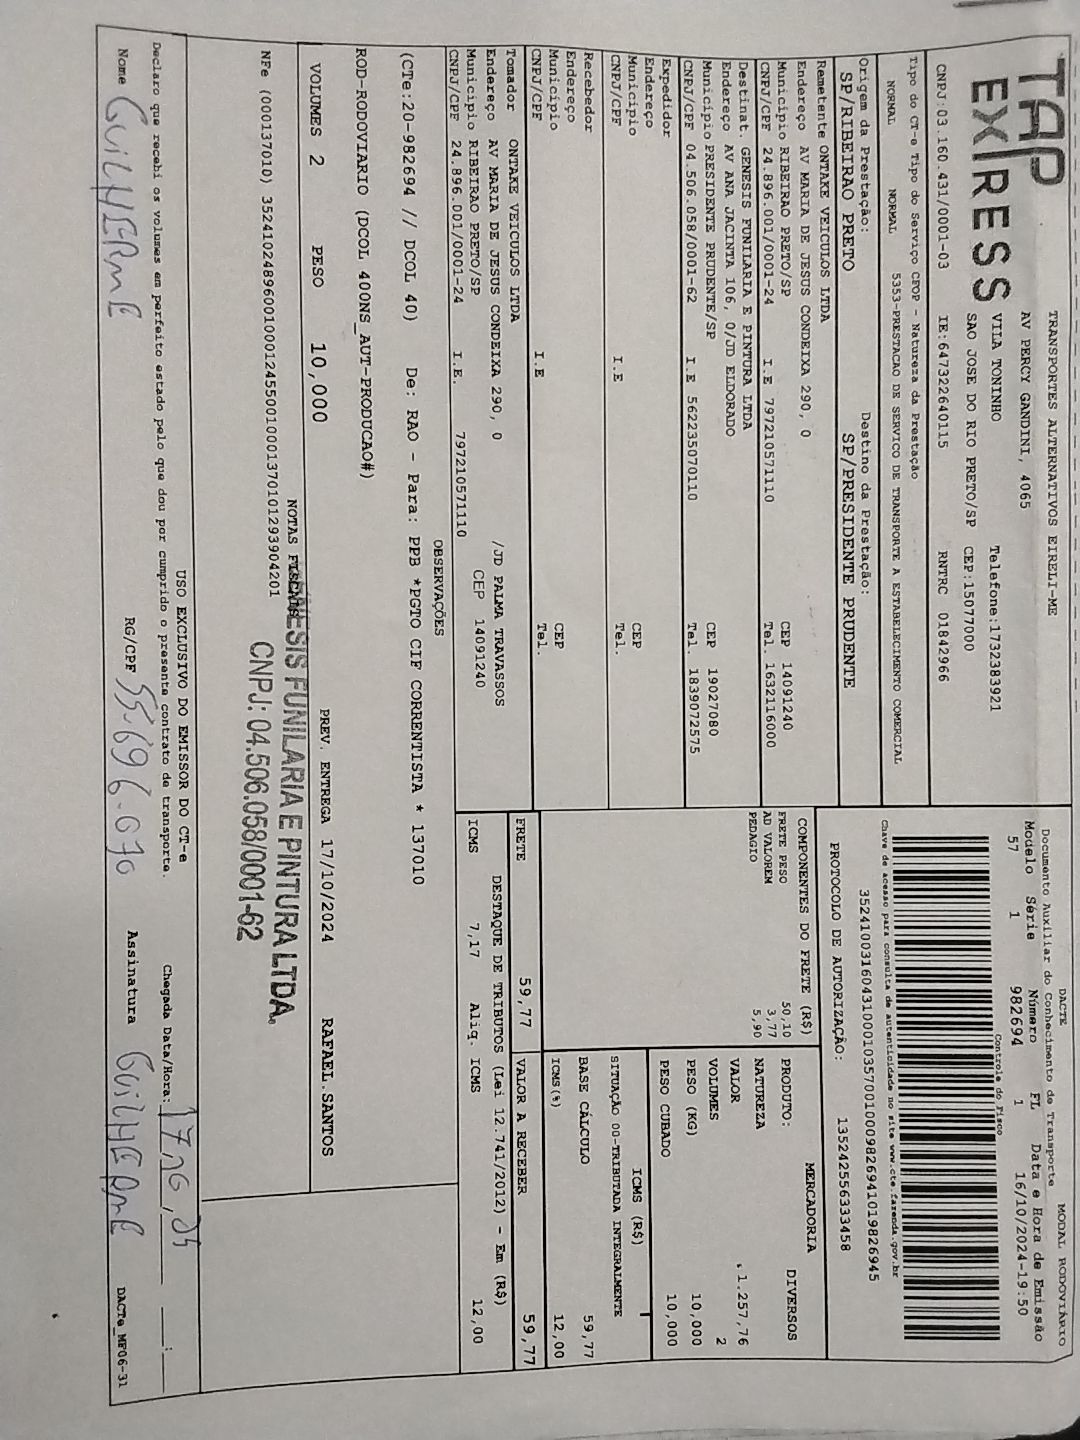 TAP EXPRESS
TRANSPORTES ALTERNATIVOS EIRELI-ME
AV PERCY GANDINI, 4065
VILA TONINHO Telefone:1732383921
SAO JOSE DO RIO PRETO/SP CEP:15077000
CNPJ:03.160.431/0001-03 IE:647322640115 RNTRC 01842966
Tipo do CT-e Tipo do Serviço CFOP - Natureza da Prestação
NORMAL NORMAL 5353-PRESTACAO DE SERVICO DE TRANSPORTE A ESTABELECIMENTO COMERCIAL
Origem da Prestação: Destino da Prestação:
SP/RIBEIRAO PRETO SP/PRESIDENTE PRUDENTE
Remetente ONTAKE VEICULOS LTDA
Endereço AV MARIA DE JESUS CONDEIXA 290, 0 CEP 14091240
Município RIBEIRAO PRETO/SP Tel. 1632116000
CNPJ/CPF 24.896.001/0001-24 I.E 797210571110
Destinat. GENESIS FUNILARIA E PINTURA LTDA
Endereço AV ANA JACINTA 106, 0/JD ELDORADO
Município PRESIDENTE PRUDENTE/SP CEP 19027080
CNPJ/CPF 04.506.058/0001-62 I.E 562235070110 Tel. 1839072575
Expedidor
Endereço
Município CEP
CNPJ/CPF I.E Tel.
Recebedor
Endereço
Município CEP
CNPJ/CPF I.E Tel.
Tomador ONTAKE VEICULOS LTDA
Endereço AV MARIA DE JESUS CONDEIXA 290, 0 /JD PALMA TRAVASSOS
Município RIBEIRAO PRETO/SP CEP 14091240
CNPJ/CPF 24.896.001/0001-24 I.E. 797210571110
DACTE MODAL RODOVIÁRIO
Documento Auxiliar do Conhecimento de Transporte
Modelo Série Número FL Data e Hora de Emissão
57 1 982694 1 16/10/2024-19:50
Controle do Fisco
Chave de acesso para consulta de autenticidade no site www.cte.fazenda.gov.br
PROTOCOLO DE AUTORIZAÇÃO: 135242556333458
COMPONENTES DO FRETE (R$)
FRETE PESO 50,10
AD VALOREM 3,77
PEDAGIO 5,90
MERCADORIA
PRODUTO: DIVERSOS
NATUREZA
VALOR 1.257,76
VOLUMES 2
PESO (KG) 10,000
PESO CUBADO 10,000
ICMS (R$)
SITUAÇÃO 00-TRIBUTADA INTEGRALMENTE
BASE CÁLCULO 59,77
ICMS(%) 12,00
FRETE 59,77 VALOR A RECEBER 59,77
DESTAQUE DE TRIBUTOS (Lei 12.741/2012) - Em (R$)
ICMS 7,17 Aliq. ICMS 12,00
OBSERVAÇÕES
(CTe:20-982694 // DCOL 40) De: RAO - Para: PPB *PGTO CIF CORRENTISTA * 137010
ROD-RODOVIARIO (DCOL 400NS_AUT-PRODUCAO#)
VOLUMES 2 PESO 10,000 PREV. ENTREGA 17/10/2024 RAFAEL.SANTOS
NOTAS
FUNILARIA E PINTURA LTDA.
CNPJ: 04.506.058/0001-62
USO EXCLUSIVO DO EMISSOR DO CT-e
Declaro que recebi os volumes em perfeito estado pelo que dou por cumprido o presente contrato de transporte. Chegada Data/Hora:
Nome GUILHERME RG/CPF Assinatura GUILHERME DACTe_MF06-31